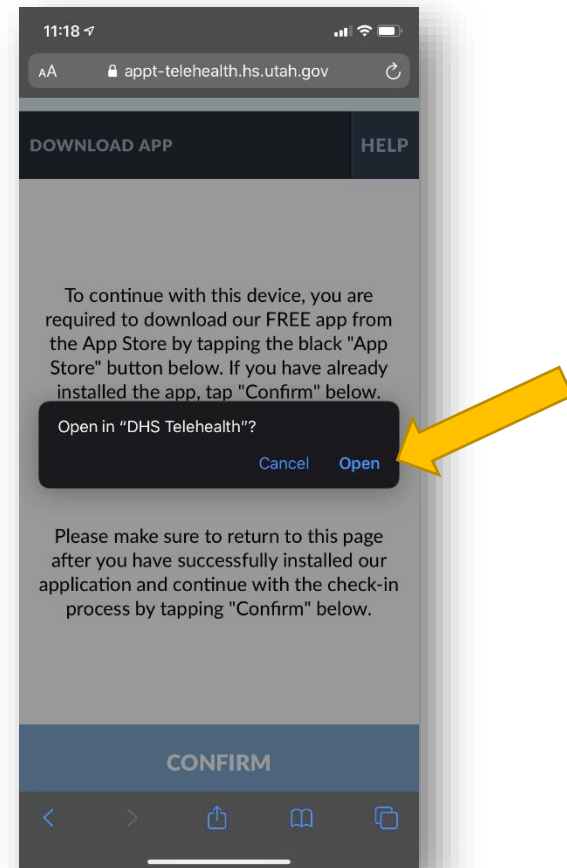 11:18
AA appt-telehealth.hs.utah.gov
DOWNLOAD APP HELP
To continue with this device, you are
required to download our FREE app from
the App Store by tapping the black "App
Store" button below. If you have already
installed the app, tap "Confirm" below.
Open in “DHS Telehealth”?
Cancel Open
Please make sure to return to this page
after you have successfully installed our
application and continue with the check-in
process by tapping "Confirm" below.
CONFIRM